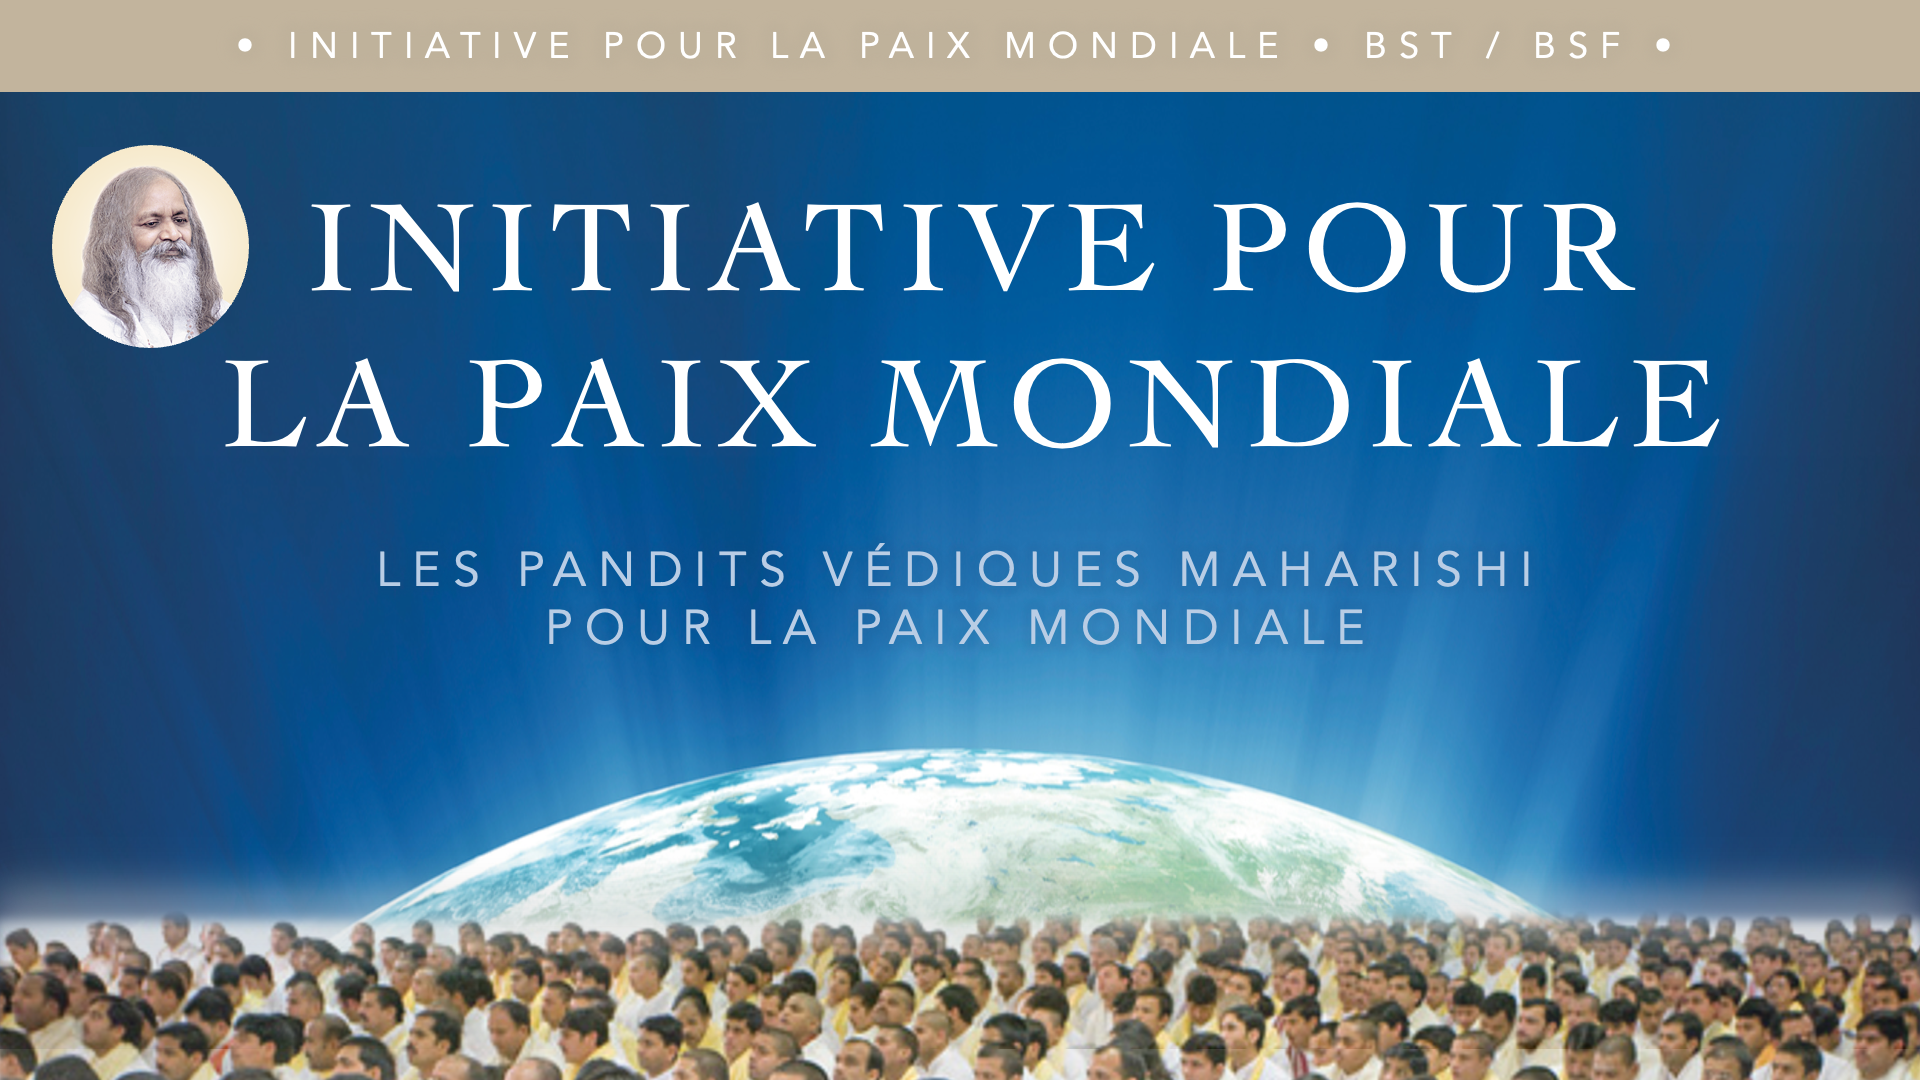 • INITIATIVE POUR LA PAIX MONDIALE • BST / BSF •
INITIATIVE POUR
LA PAIX MONDIALE
LES PANDITS VÉDIQUES MAHARISHI
POUR LA PAIX MONDIALE